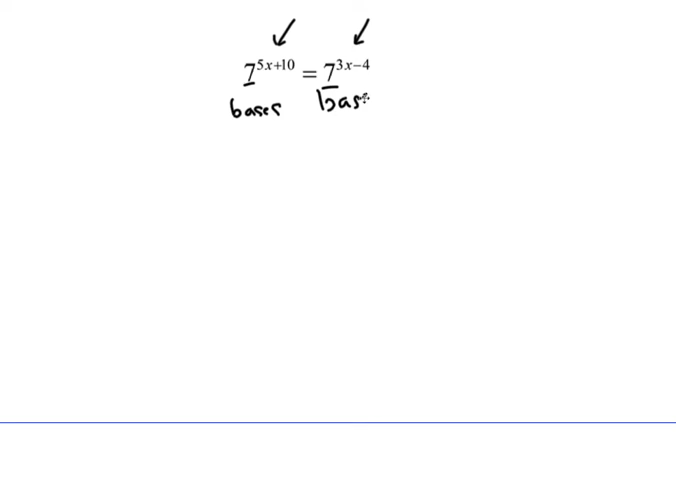 7^{5x+10} = 7^{3x-4}
bases bas